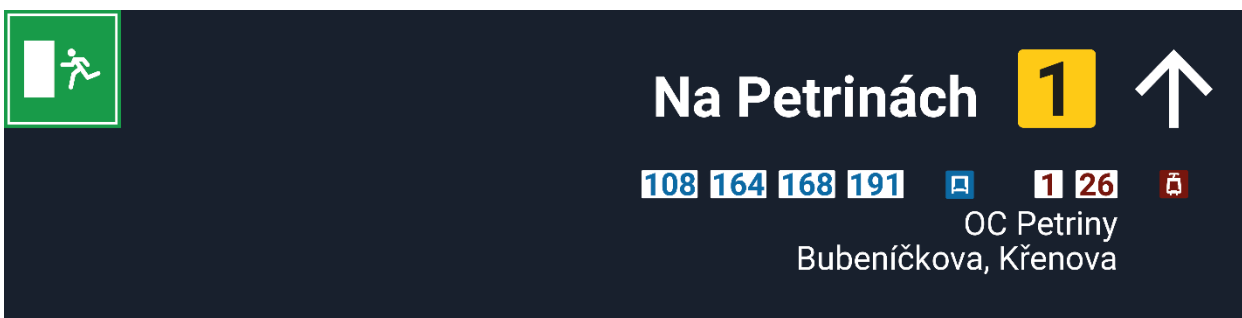 Na Petrinách 1
108 164 168 191 1 26
OC Petriny
Bubeníčkova, Křenova